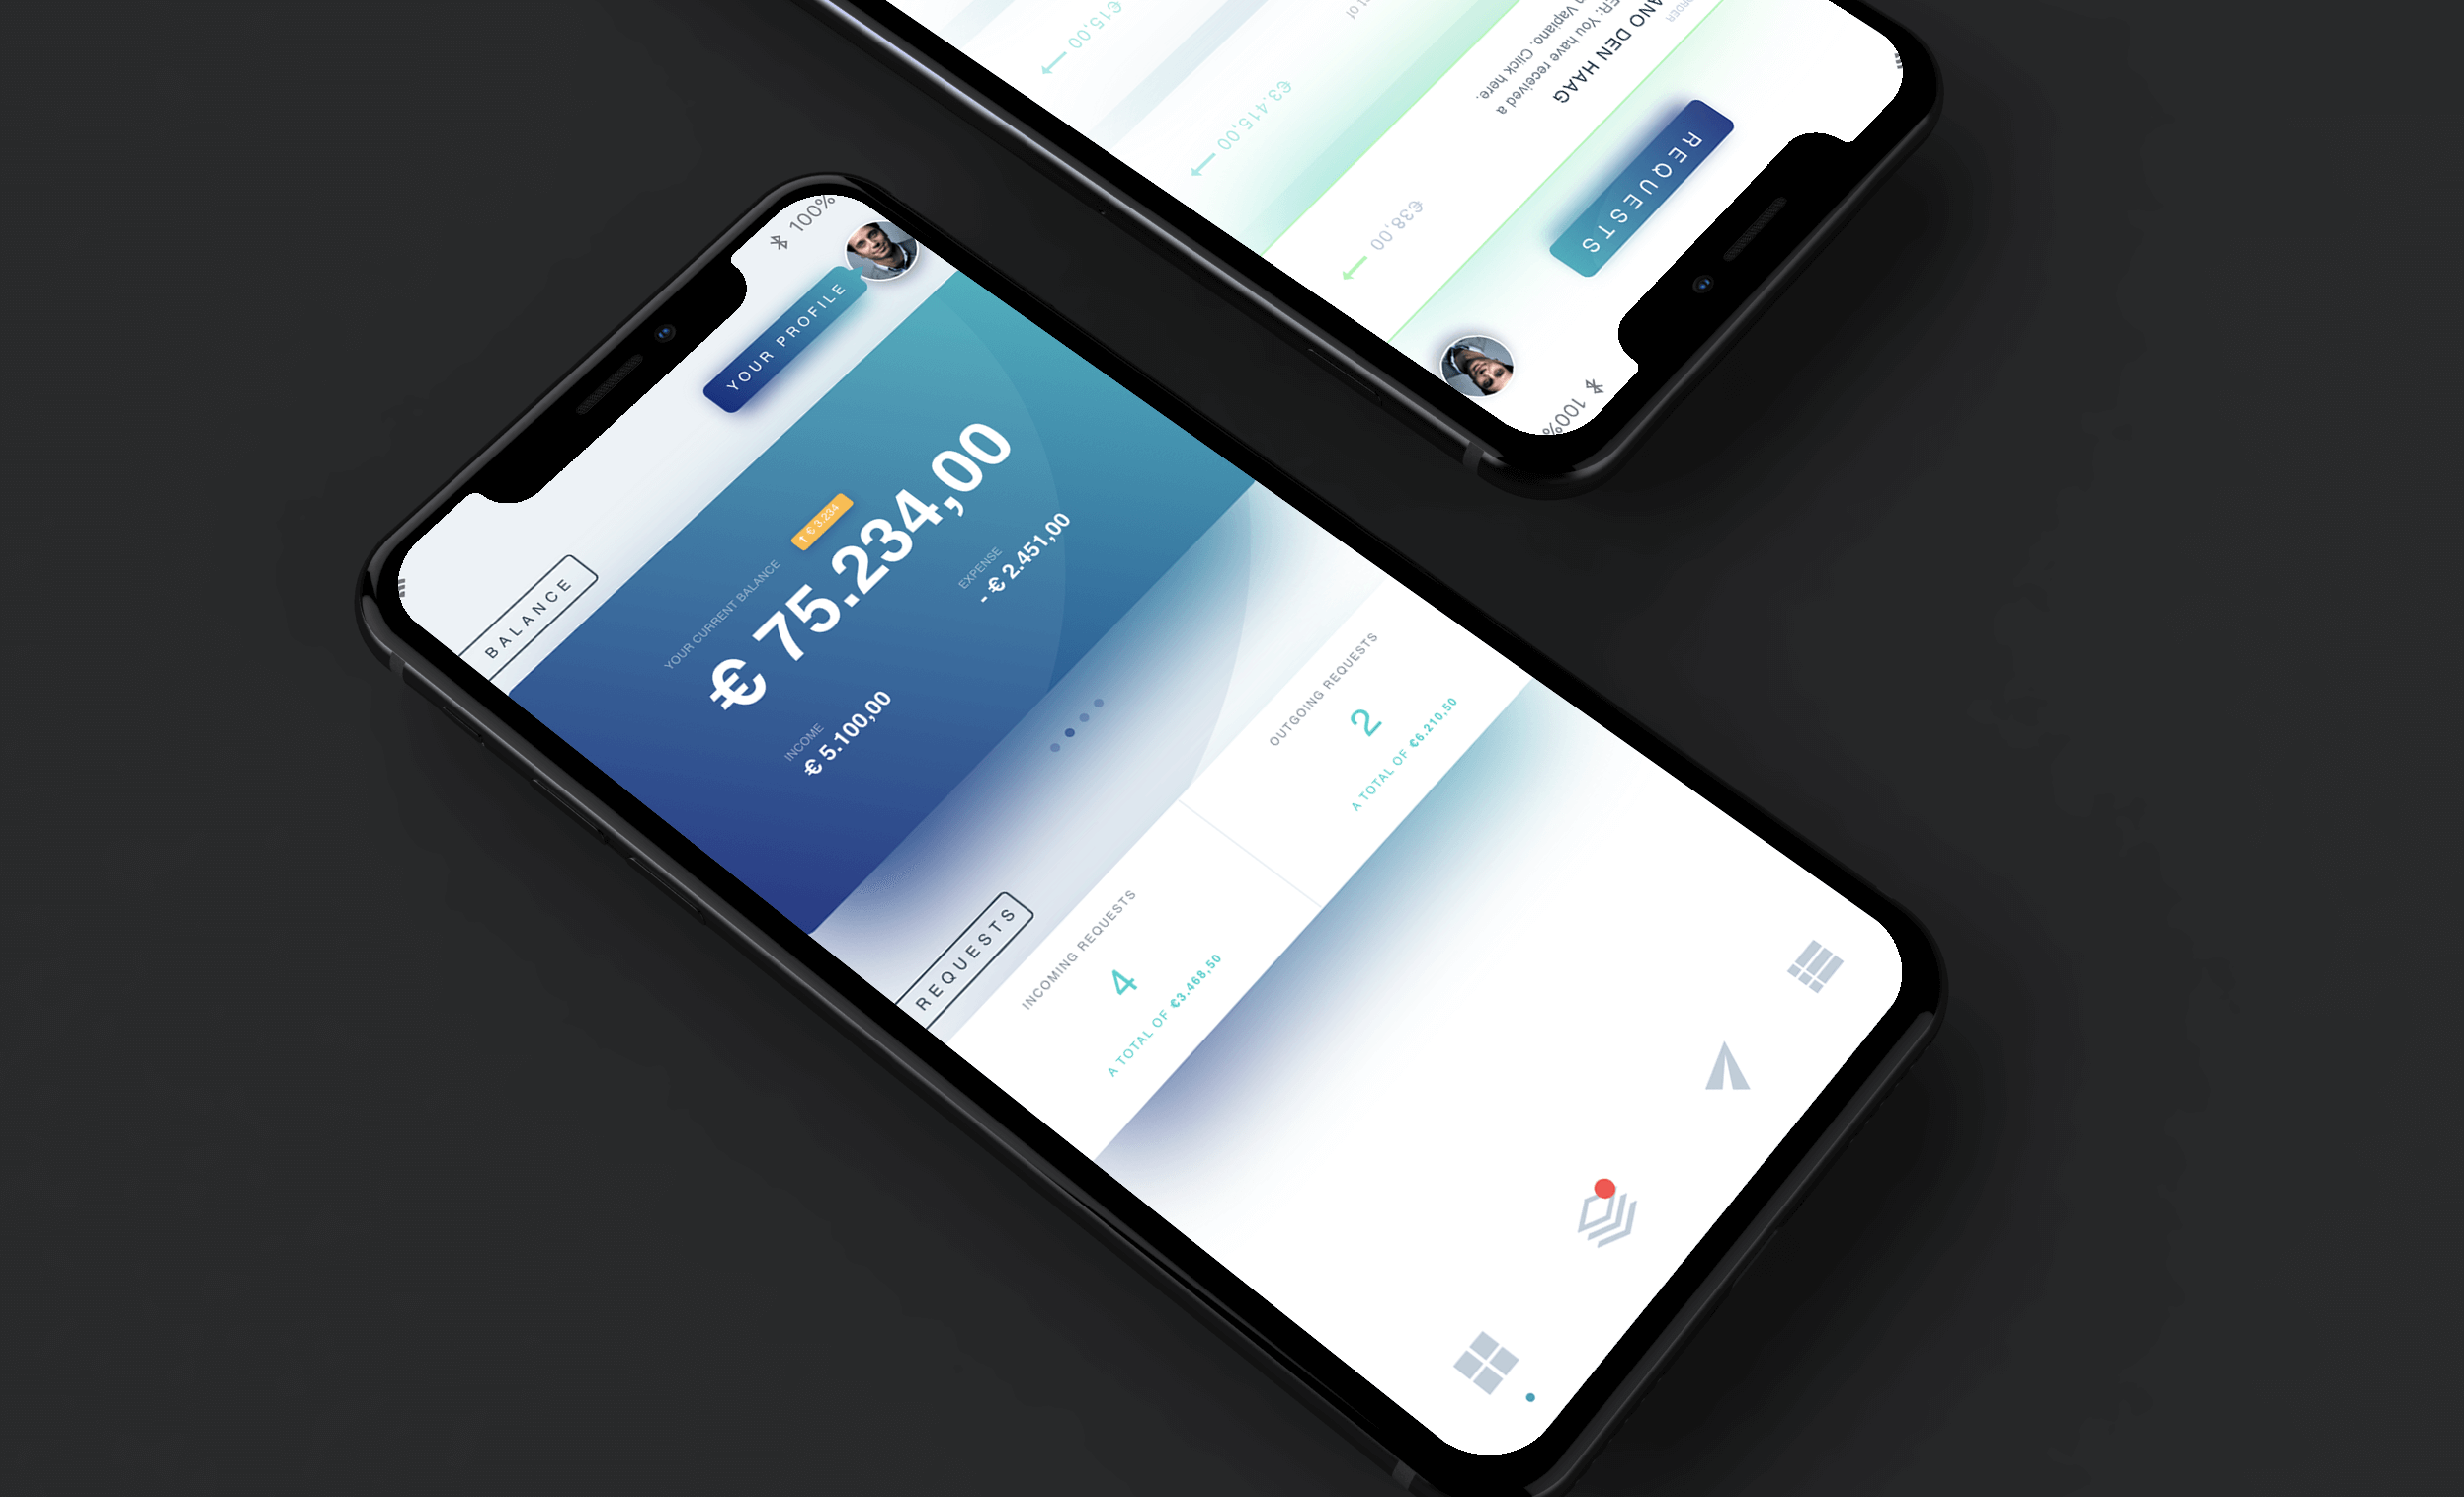 100%
YOUR PROFILE
BALANCE
YOUR CURRENT BALANCE
↑ € 3.234
€ 75.234,00
INCOME
€ 5.100,00
EXPENSE
- € 2.451,00
REQUESTS
INCOMING REQUESTS
4
A TOTAL OF €3.468,50
OUTGOING REQUESTS
2
A TOTAL OF €6.210,50
100%
REQUESTS
ANO DEN HAAG
ER: You have received a
Vapiano. Click here.
€38,00
of
€3.415,00
€15,00